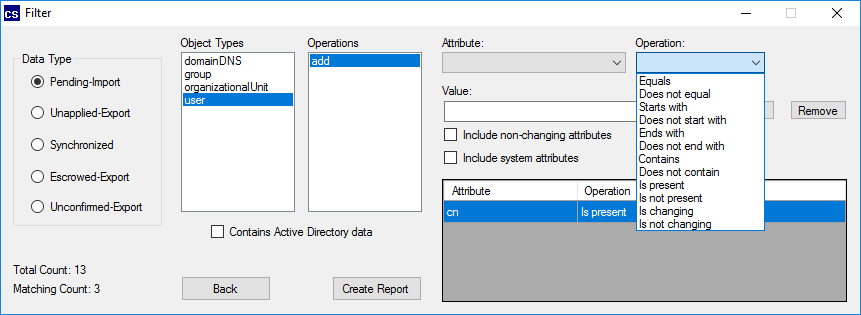 cs Filter
Data Type
Pending-Import
Unapplied-Export
Synchronized
Escrowed-Export
Unconfirmed-Export
Object Types
domainDNS
group
organizationalUnit
user
Operations
add
Contains Active Directory data
Attribute:
Operation:
Equals
Does not equal
Starts with
Does not start with
Ends with
Does not end with
Contains
Does not contain
Is present
Is not present
Is changing
Is not changing
Value:
Remove
Include non-changing attributes
Include system attributes
Attribute Operation
cn Is present
Total Count: 13
Matching Count: 3
Back
Create Report